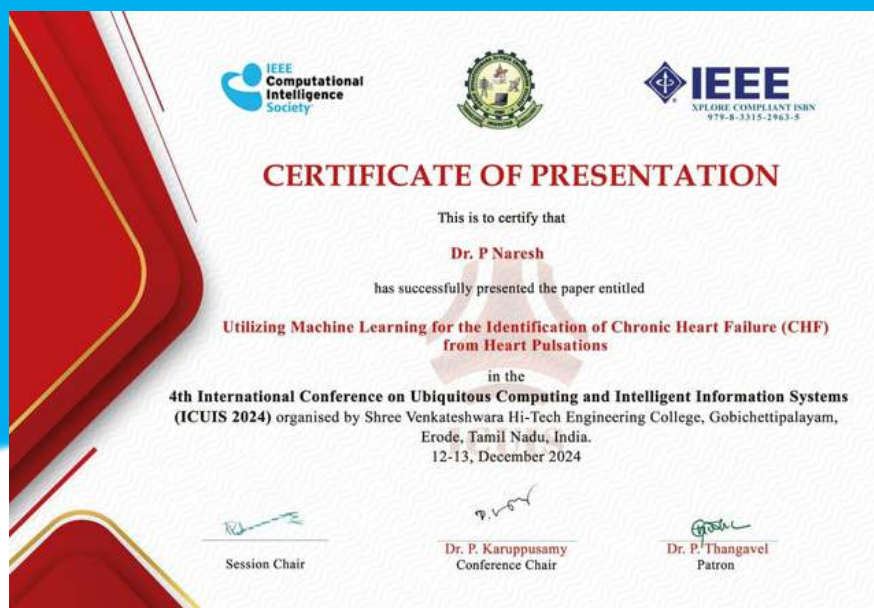 IEEE
Computational
Intelligence
Society
IEEE
XPLORE COMPLIANT ISBN
979-8-3315-2963-5
CERTIFICATE OF PRESENTATION
This is to certify that
Dr. P Naresh
has successfully presented the paper entitled
Utilizing Machine Learning for the Identification of Chronic Heart Failure (CHF)
from Heart Pulsations
in the
4th International Conference on Ubiquitous Computing and Intelligent Information Systems
(ICUIS 2024) organised by Shree Venkateshwara Hi-Tech Engineering College, Gobichettipalayam,
Erode, Tamil Nadu, India.
ICUIS
12-13, December 2024
Session Chair
Dr. P. Karuppusamy
Conference Chair
Dr. P. Thangavel
Patron